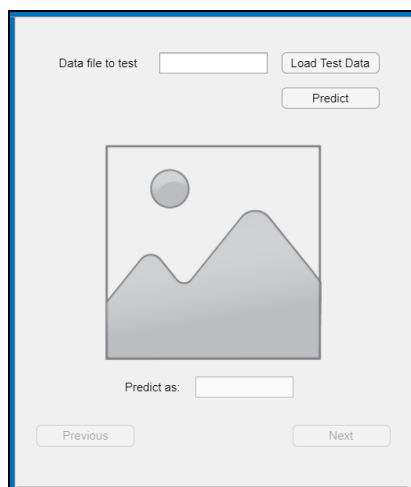 Data file to test Load Test Data
Predict
Predict as:
Previous Next